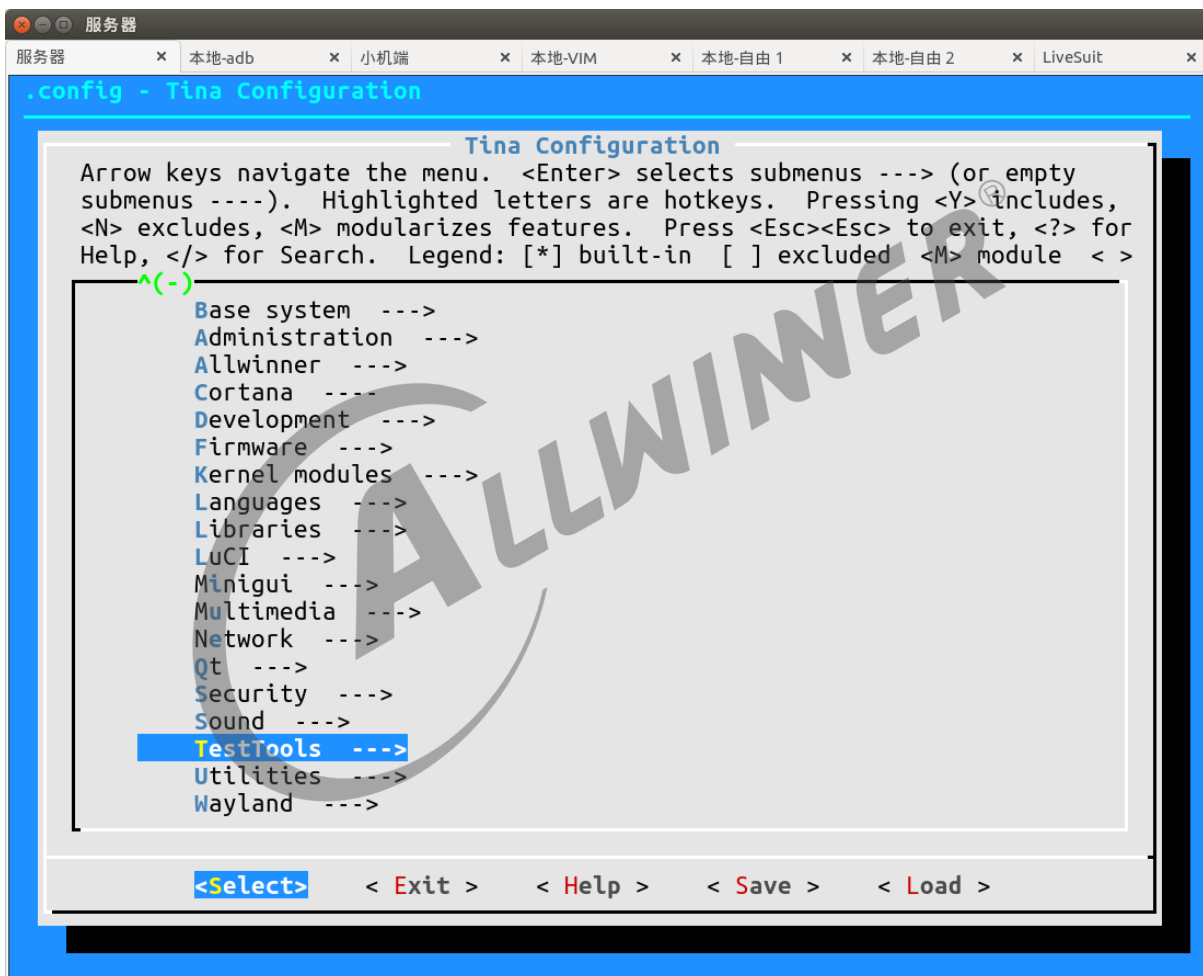 服务器
服务器 × 本地-adb × 小机端 × 本地-VIM × 本地-自由 1 × 本地-自由 2 × LiveSuit ×
.config - Tina Configuration
Tina Configuration
Arrow keys navigate the menu.  <Enter> selects submenus ---> (or empty
submenus ----).  Highlighted letters are hotkeys.  Pressing <Y> includes,
<N> excludes, <M> modularizes features.  Press <Esc><Esc> to exit, <?> for
Help, </> for Search.  Legend: [*] built-in  [ ] excluded  <M> module  < >
^(-)
Base system  --->
Administration  --->
Allwinner  --->
Cortana  ----
Development  --->
Firmware  --->
Kernel modules  --->
Languages  --->
Libraries  --->
LuCI  --->
Minigui  --->
Multimedia  --->
Network  --->
Qt  --->
Security  --->
Sound  --->
TestTools  --->
Utilities  --->
Wayland  --->
<Select>    < Exit >    < Help >    < Save >    < Load >
ALLWINNER®